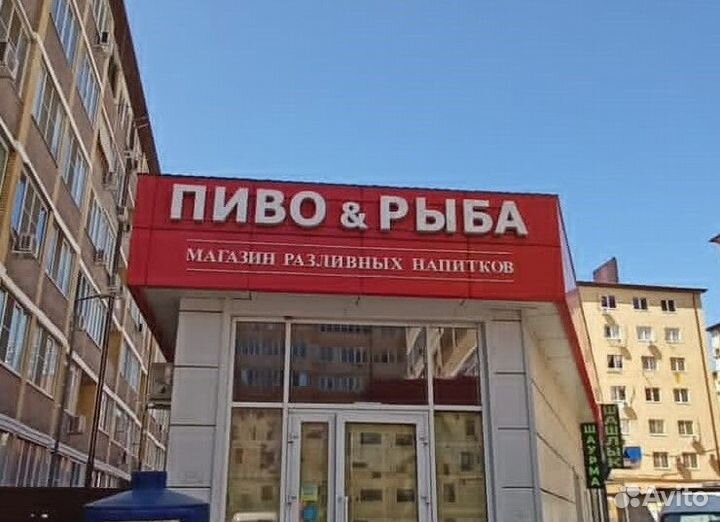 ПИВО & РЫБА
МАГАЗИН РАЗЛИВНЫХ НАПИТКОВ
ШАУРМА
ШАШЛЫК
Avito